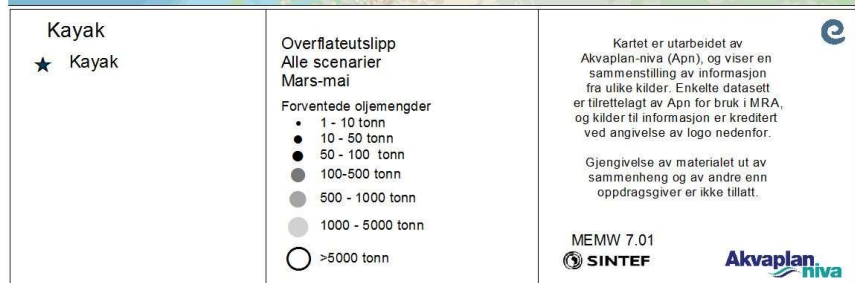 Kayak
Kayak
Overflateutslipp
Alle scenarier
Mars-mai
Forventede oljemengder
1 - 10 tonn
10 - 50 tonn
50 - 100 tonn
100-500 tonn
500 - 1000 tonn
1000 - 5000 tonn
>5000 tonn
Kartet er utarbeidet av
Akvaplan-niva (Apn), og viser en
sammenstilling av informasjon
fra ulike kilder. Enkelte datasett
er tilrettelagt av Apn for bruk i MRA,
og kilder til informasjon er kreditert
ved angivelse av logo nedenfor.
Gjengivelse av materialet ut av
sammenheng og av andre enn
oppdragsgiver er ikke tillatt.
MEMW 7.01
SINTEF
Akvaplan
niva